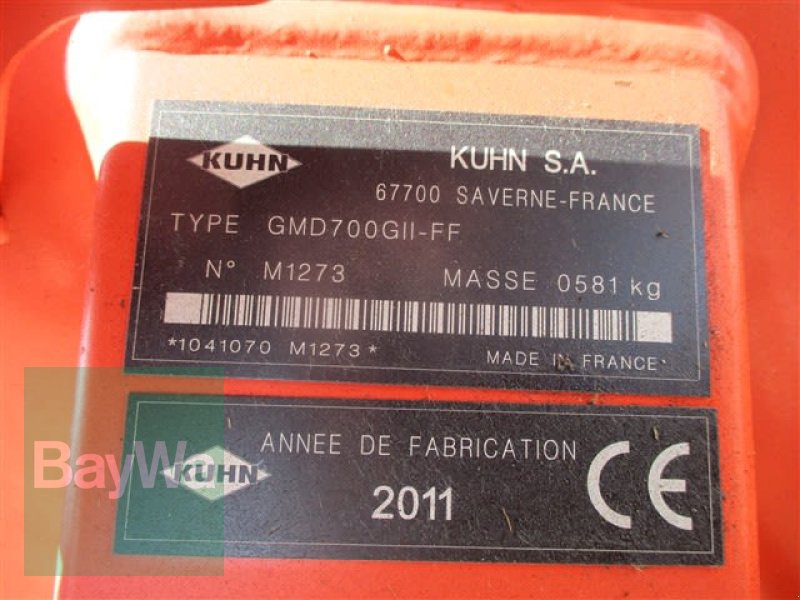 KUHN
KUHN S.A.
67700 SAVERNE-FRANCE
TYPE GMD700GII-FF
N° M1273 MASSE 0581 kg
*1041070 M1273*
MADE IN FRANCE
BayWa
KUHN
ANNEE DE FABRICATION
2011
CE